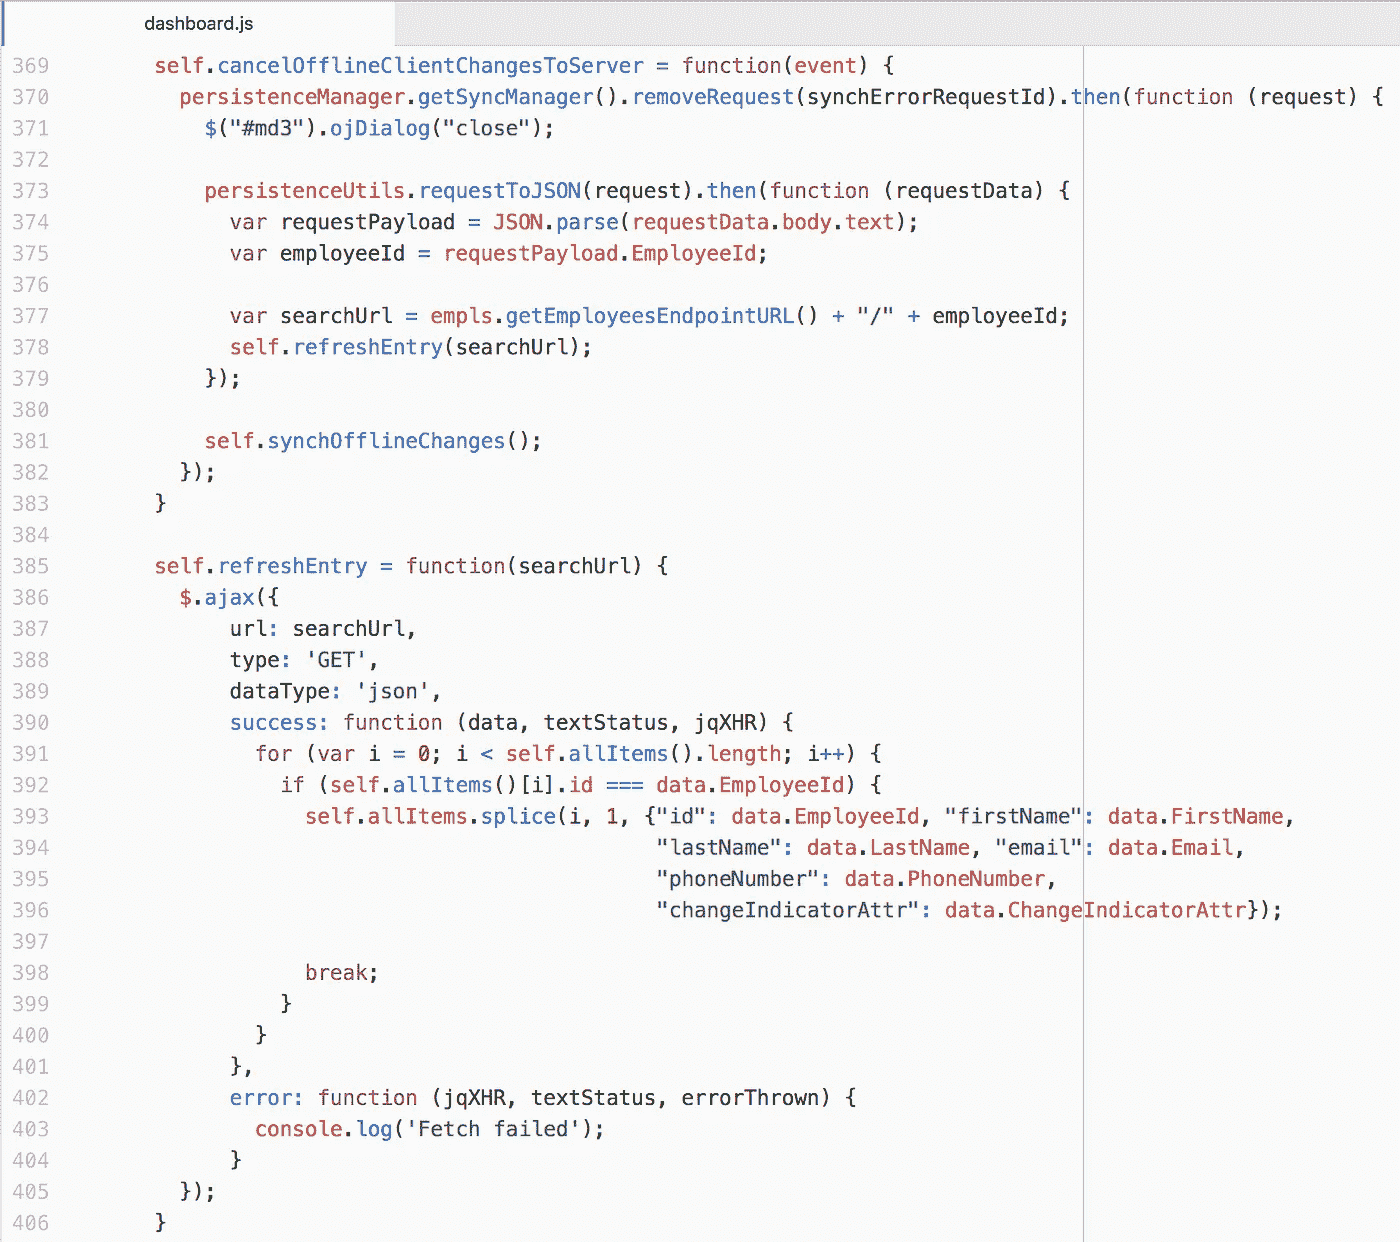 dashboard.js
369 self.cancelOfflineClientChangesToServer = function(event) {
370 persistenceManager.getSyncManager().removeRequest(synchErrorRequestId).then(function (request) {
371 $("#md3").ojDialog("close");
372
373 persistenceUtils.requestToJSON(request).then(function (requestData) {
374 var requestPayload = JSON.parse(requestData.body.text);
375 var employeeId = requestPayload.EmployeeId;
376
377 var searchUrl = empls.getEmployeesEndpointURL() + "/" + employeeId;
378 self.refreshEntry(searchUrl);
379 });
380
381 self.synchOfflineChanges();
382 });
383 }
384
385 self.refreshEntry = function(searchUrl) {
386 $.ajax({
387 url: searchUrl,
388 type: 'GET',
389 dataType: 'json',
390 success: function (data, textStatus, jqXHR) {
391 for (var i = 0; i < self.allItems().length; i++) {
392 if (self.allItems()[i].id === data.EmployeeId) {
393 self.allItems.splice(i, 1, {"id": data.EmployeeId, "firstName": data.FirstName,
394 "lastName": data.LastName, "email": data.Email,
395 "phoneNumber": data.PhoneNumber,
396 "changeIndicatorAttr": data.ChangeIndicatorAttr});
397
398 break;
399 }
400 }
401 },
402 error: function (jqXHR, textStatus, errorThrown) {
403 console.log('Fetch failed');
404 }
405 });
406 }